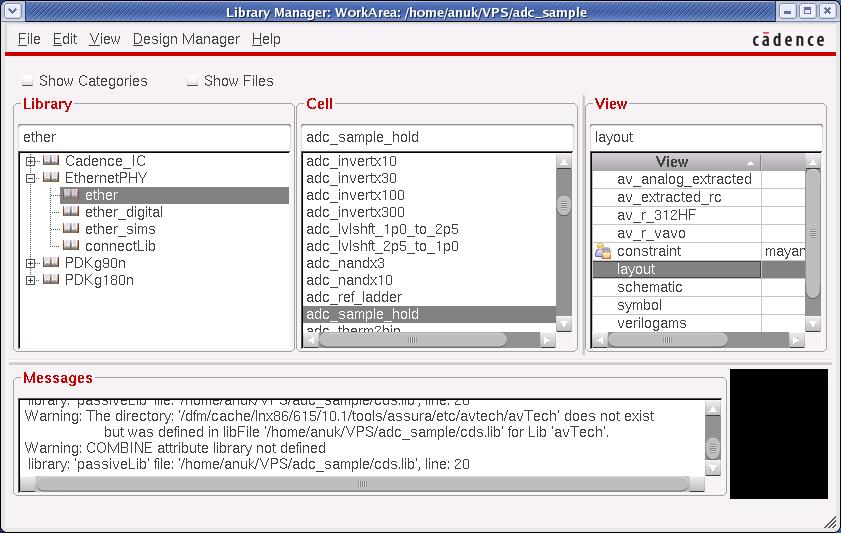 Library Manager: WorkArea: /home/anuk/VPS/adc_sample
File Edit View Design Manager Help
cādence
Show Categories Show Files
Library
ether
Cadence_IC
EthernetPHY
ether
ether_digital
ether_sims
connectLib
PDKg90n
PDKg180n
Cell
adc_sample_hold
adc_invertx10
adc_invertx30
adc_invertx100
adc_invertx300
adc_lvlshft_1p0_to_2p5
adc_lvlshft_2p5_to_1p0
adc_nandx3
adc_nandx10
adc_ref_ladder
adc_sample_hold
adc_therm2bin
View
layout
View
av_analog_extracted
av_extracted_rc
av_r_312HF
av_r_vavo
constraint mayan
layout
schematic
symbol
verilogams
Messages
library: 'passiveLib' file: '/home/anuk/VPS/adc_sample/cds.lib', line: 20
Warning: The directory: '/dfm/cache/lnx86/615/10.1/tools/assura/etc/avtech/avTech' does not exist
but was defined in libFile '/home/anuk/VPS/adc_sample/cds.lib' for Lib 'avTech'.
Warning: COMBINE attribute library not defined
library: 'passiveLib' file: '/home/anuk/VPS/adc_sample/cds.lib', line: 20